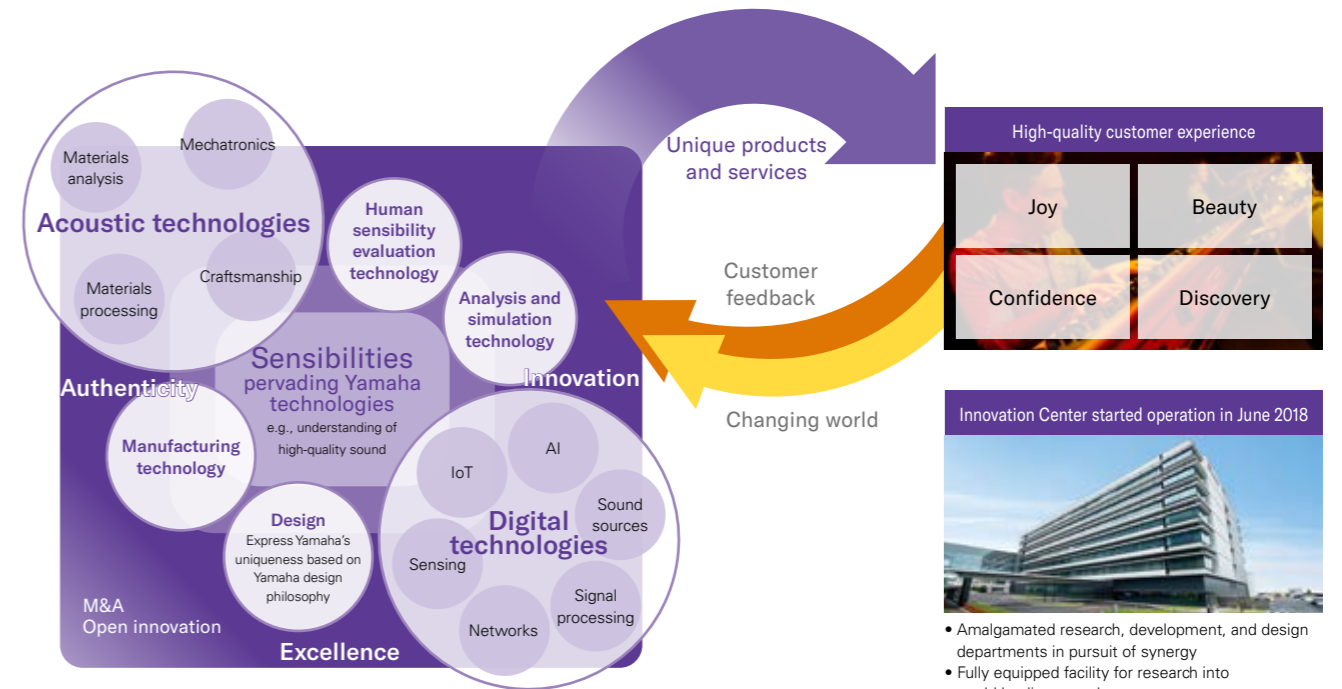 Materials
analysis
Mechatronics
Acoustic technologies
Materials
processing
Craftsmanship
Human
sensibility
evaluation
technology
Analysis and
simulation
technology
Sensibilities
pervading Yamaha
technologies
e.g., understanding of
high-quality sound
Authenticity
Innovation
Manufacturing
technology
Design
Express Yamaha's
uniqueness based on
Yamaha design
philosophy
AI
IoT
Sound
sources
Digital
technologies
Sensing
Signal
processing
Networks
M&A
Open innovation
Excellence
Unique products
and services
Customer
feedback
Changing world
High-quality customer experience
Joy
Beauty
Confidence
Discovery
Innovation Center started operation in June 2018
• Amalgamated research, development, and design
departments in pursuit of synergy
• Fully equipped facility for research into